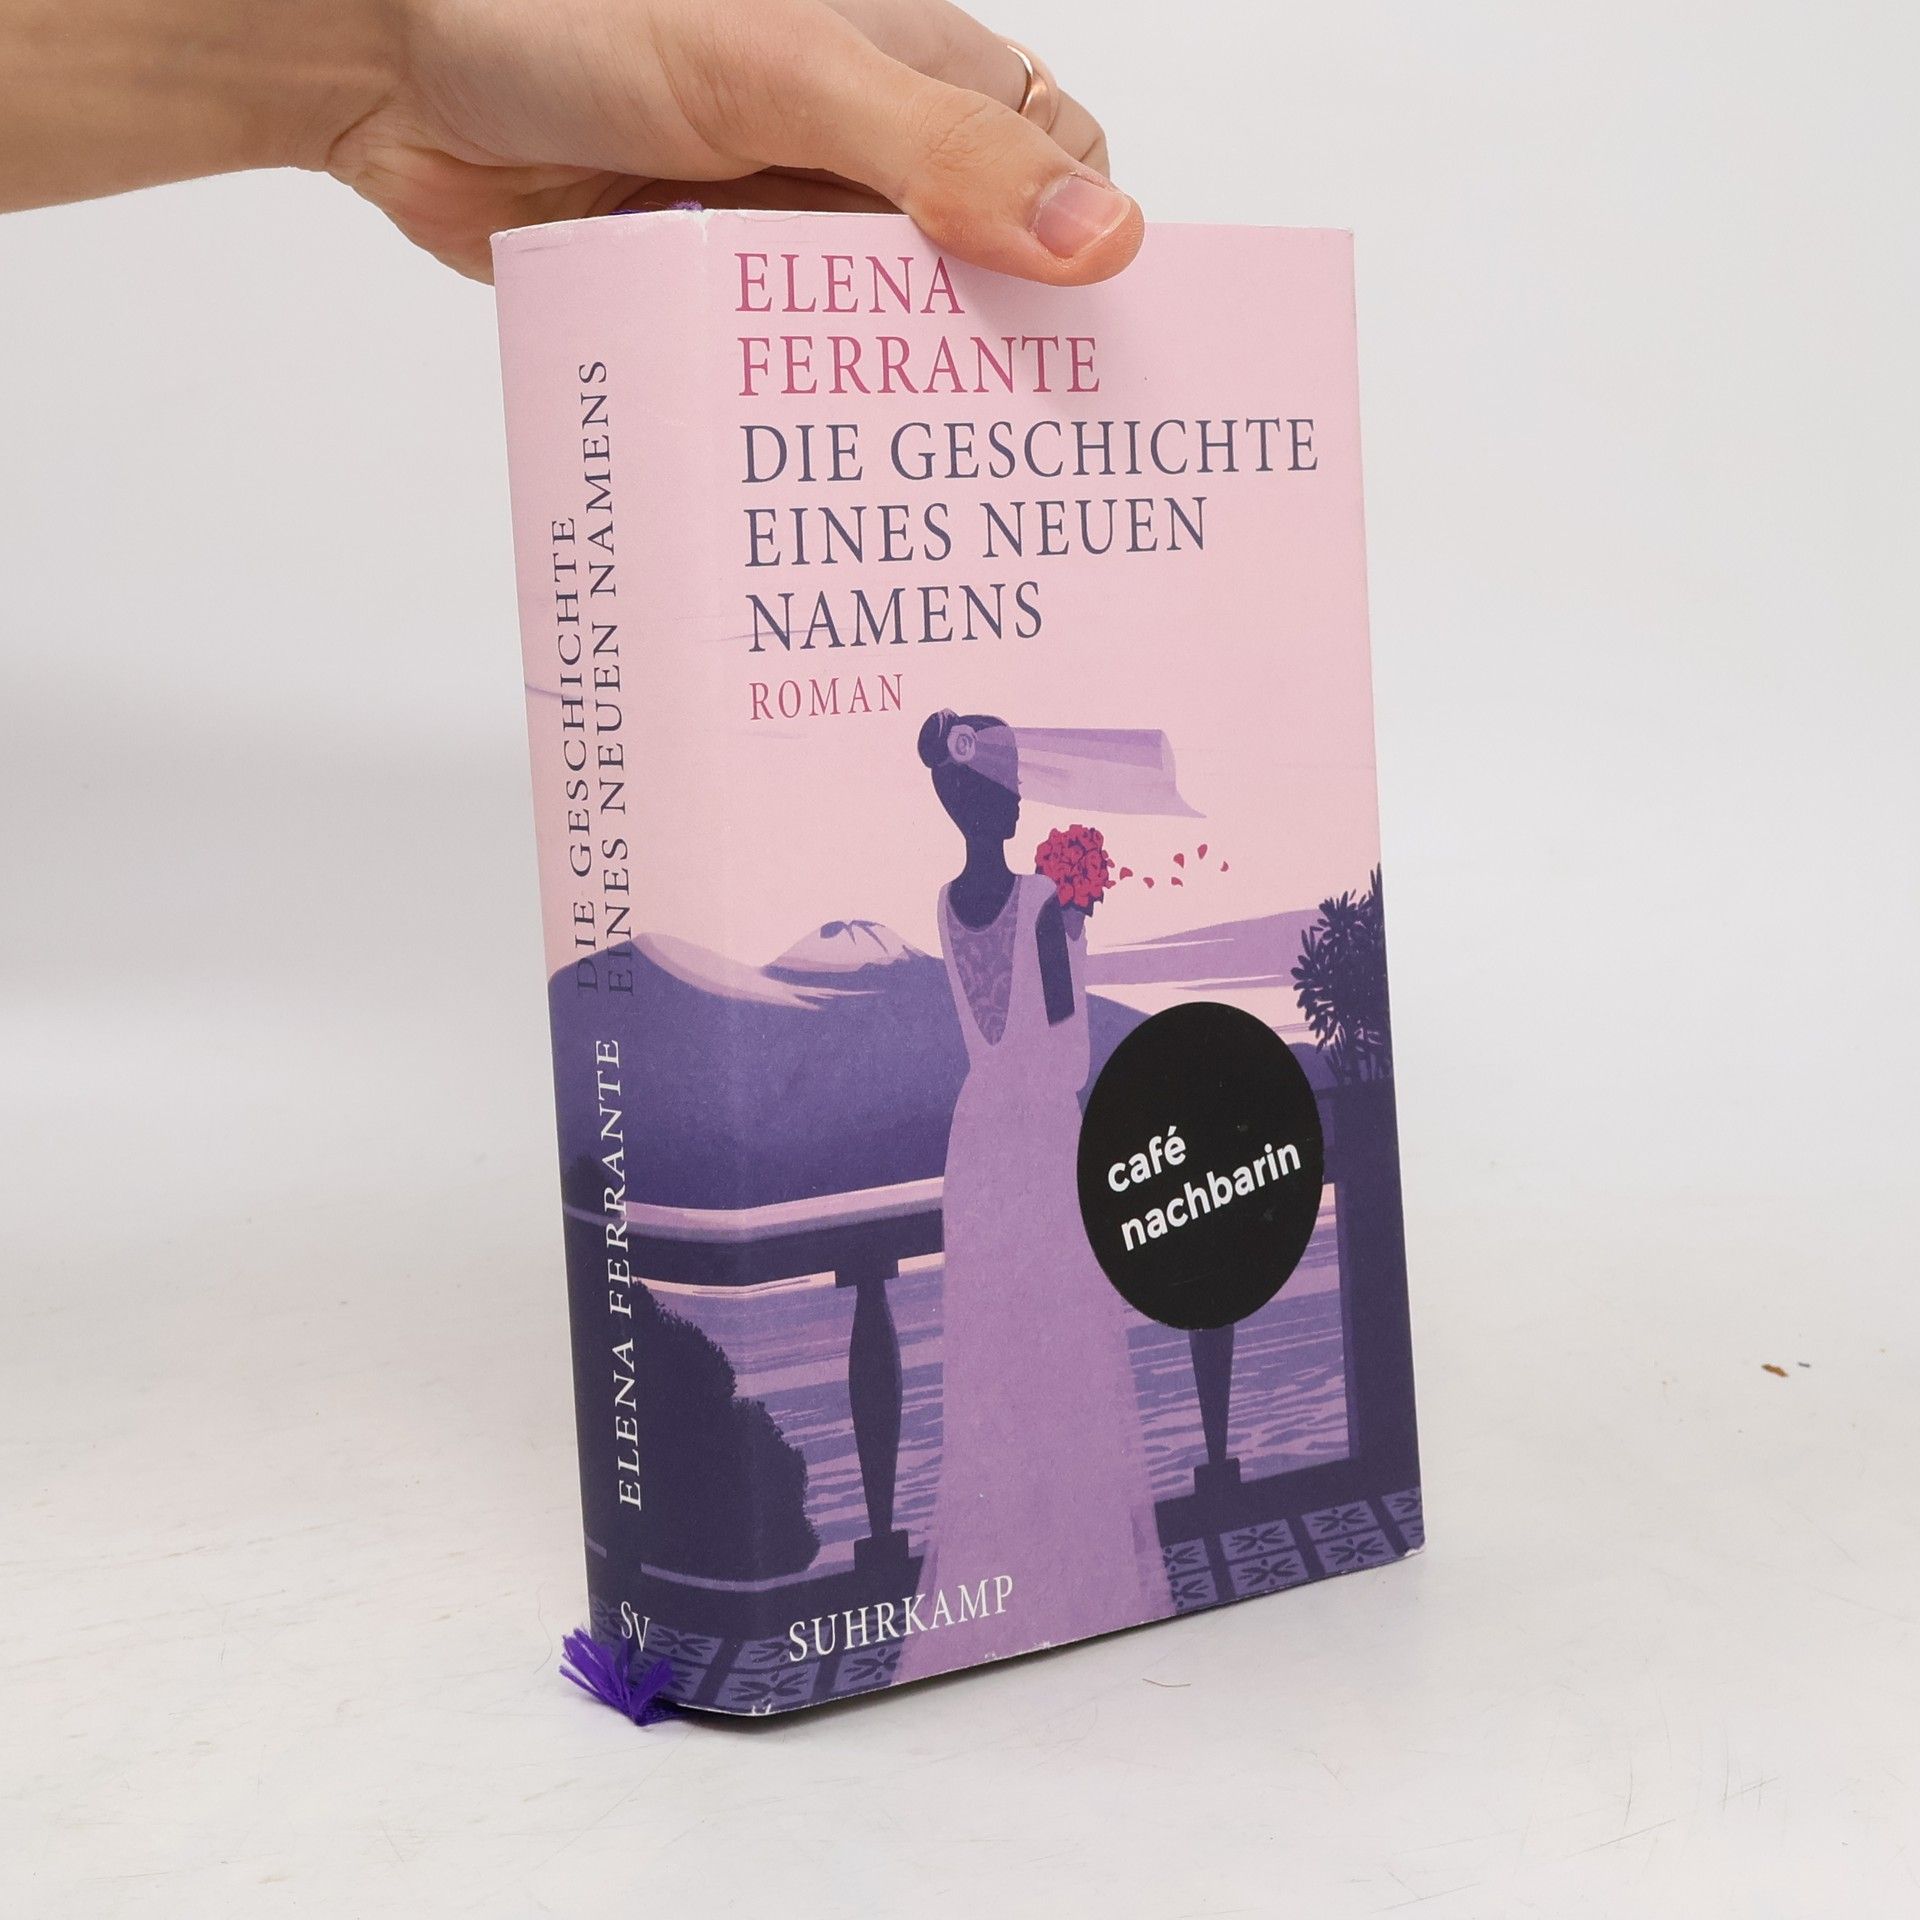 ELENA
FERRANTE
DIE GESCHICHTE
EINES NEUEN
NAMENS
ROMAN
café
nachbarin
SUHRKAMP
DIE GESCHICHTE
EINES NEUEN NAMENS
ELENA FERRANTE
SV